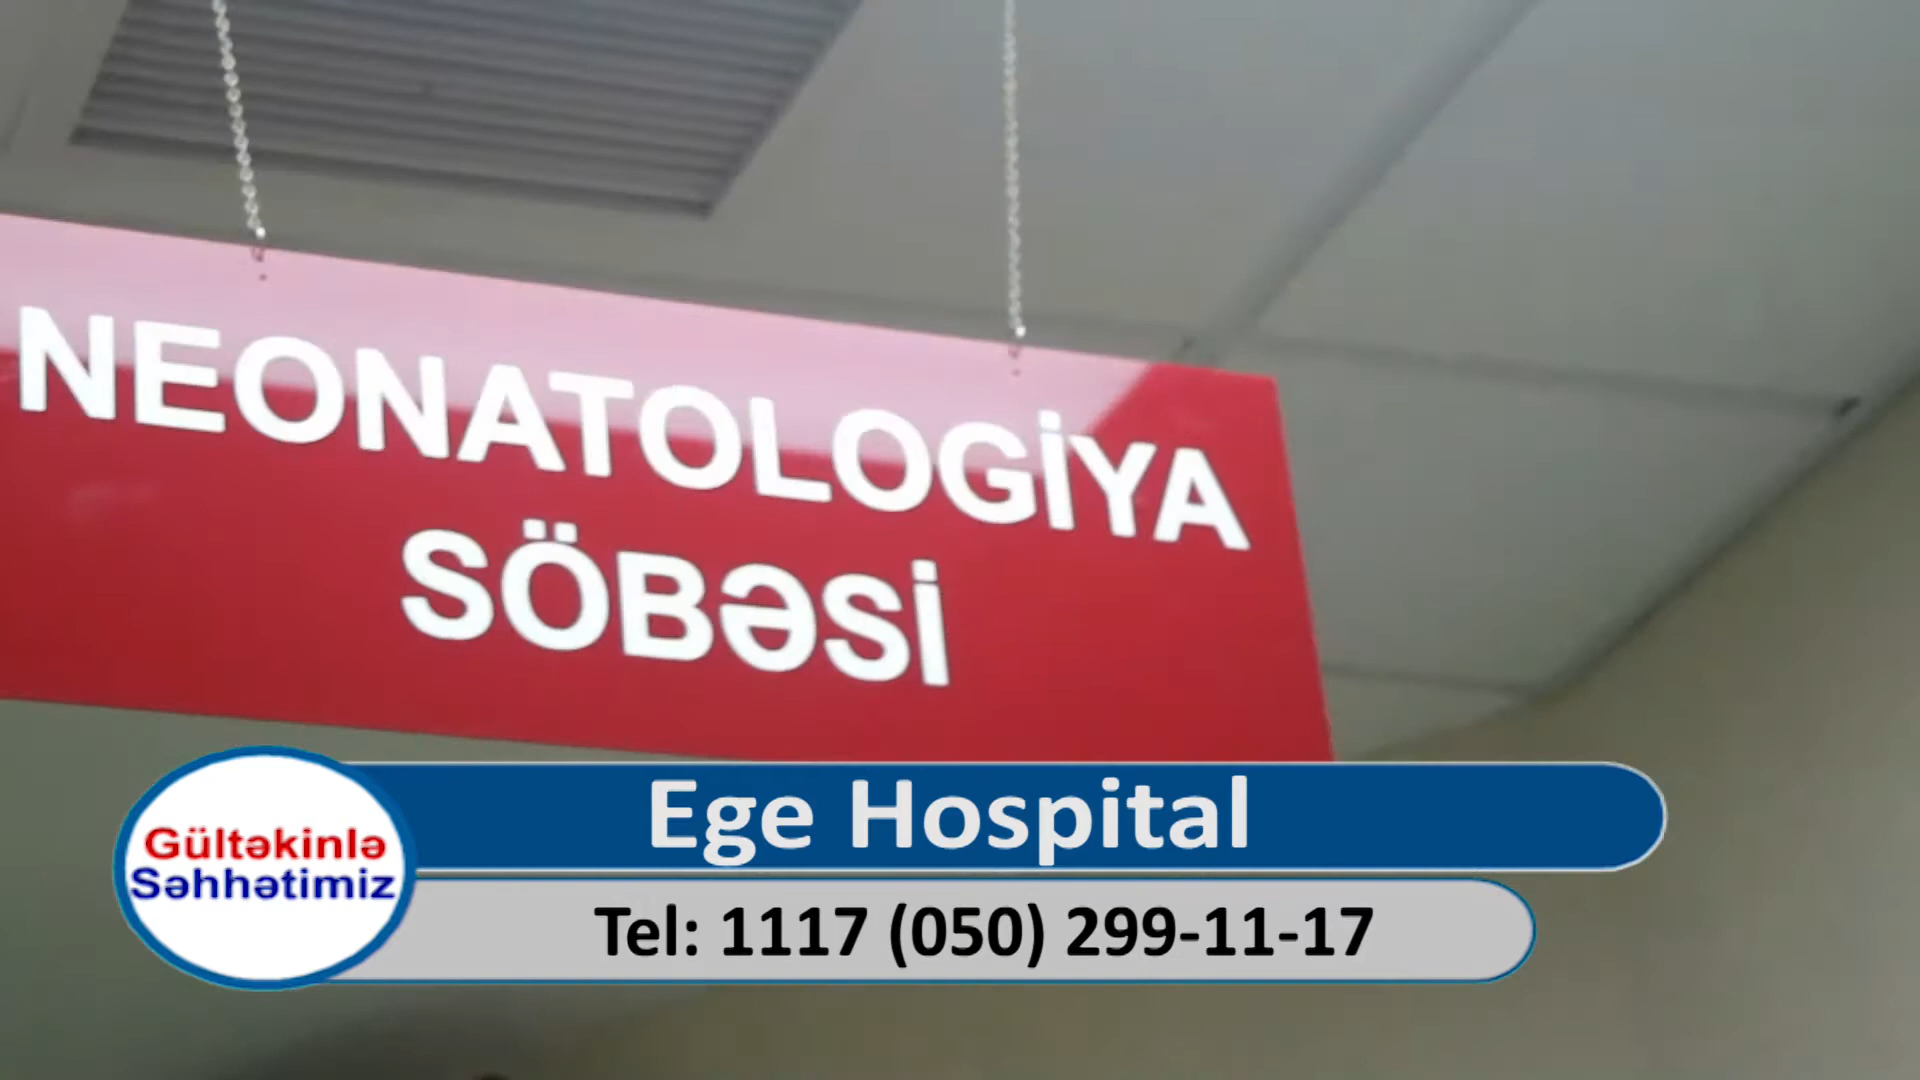 NEONATOLOGİYA
SÖBƏSİ
Ege Hospital
Gültəkinlə
Səhhətimiz
Tel: 1117 (050) 299-11-17